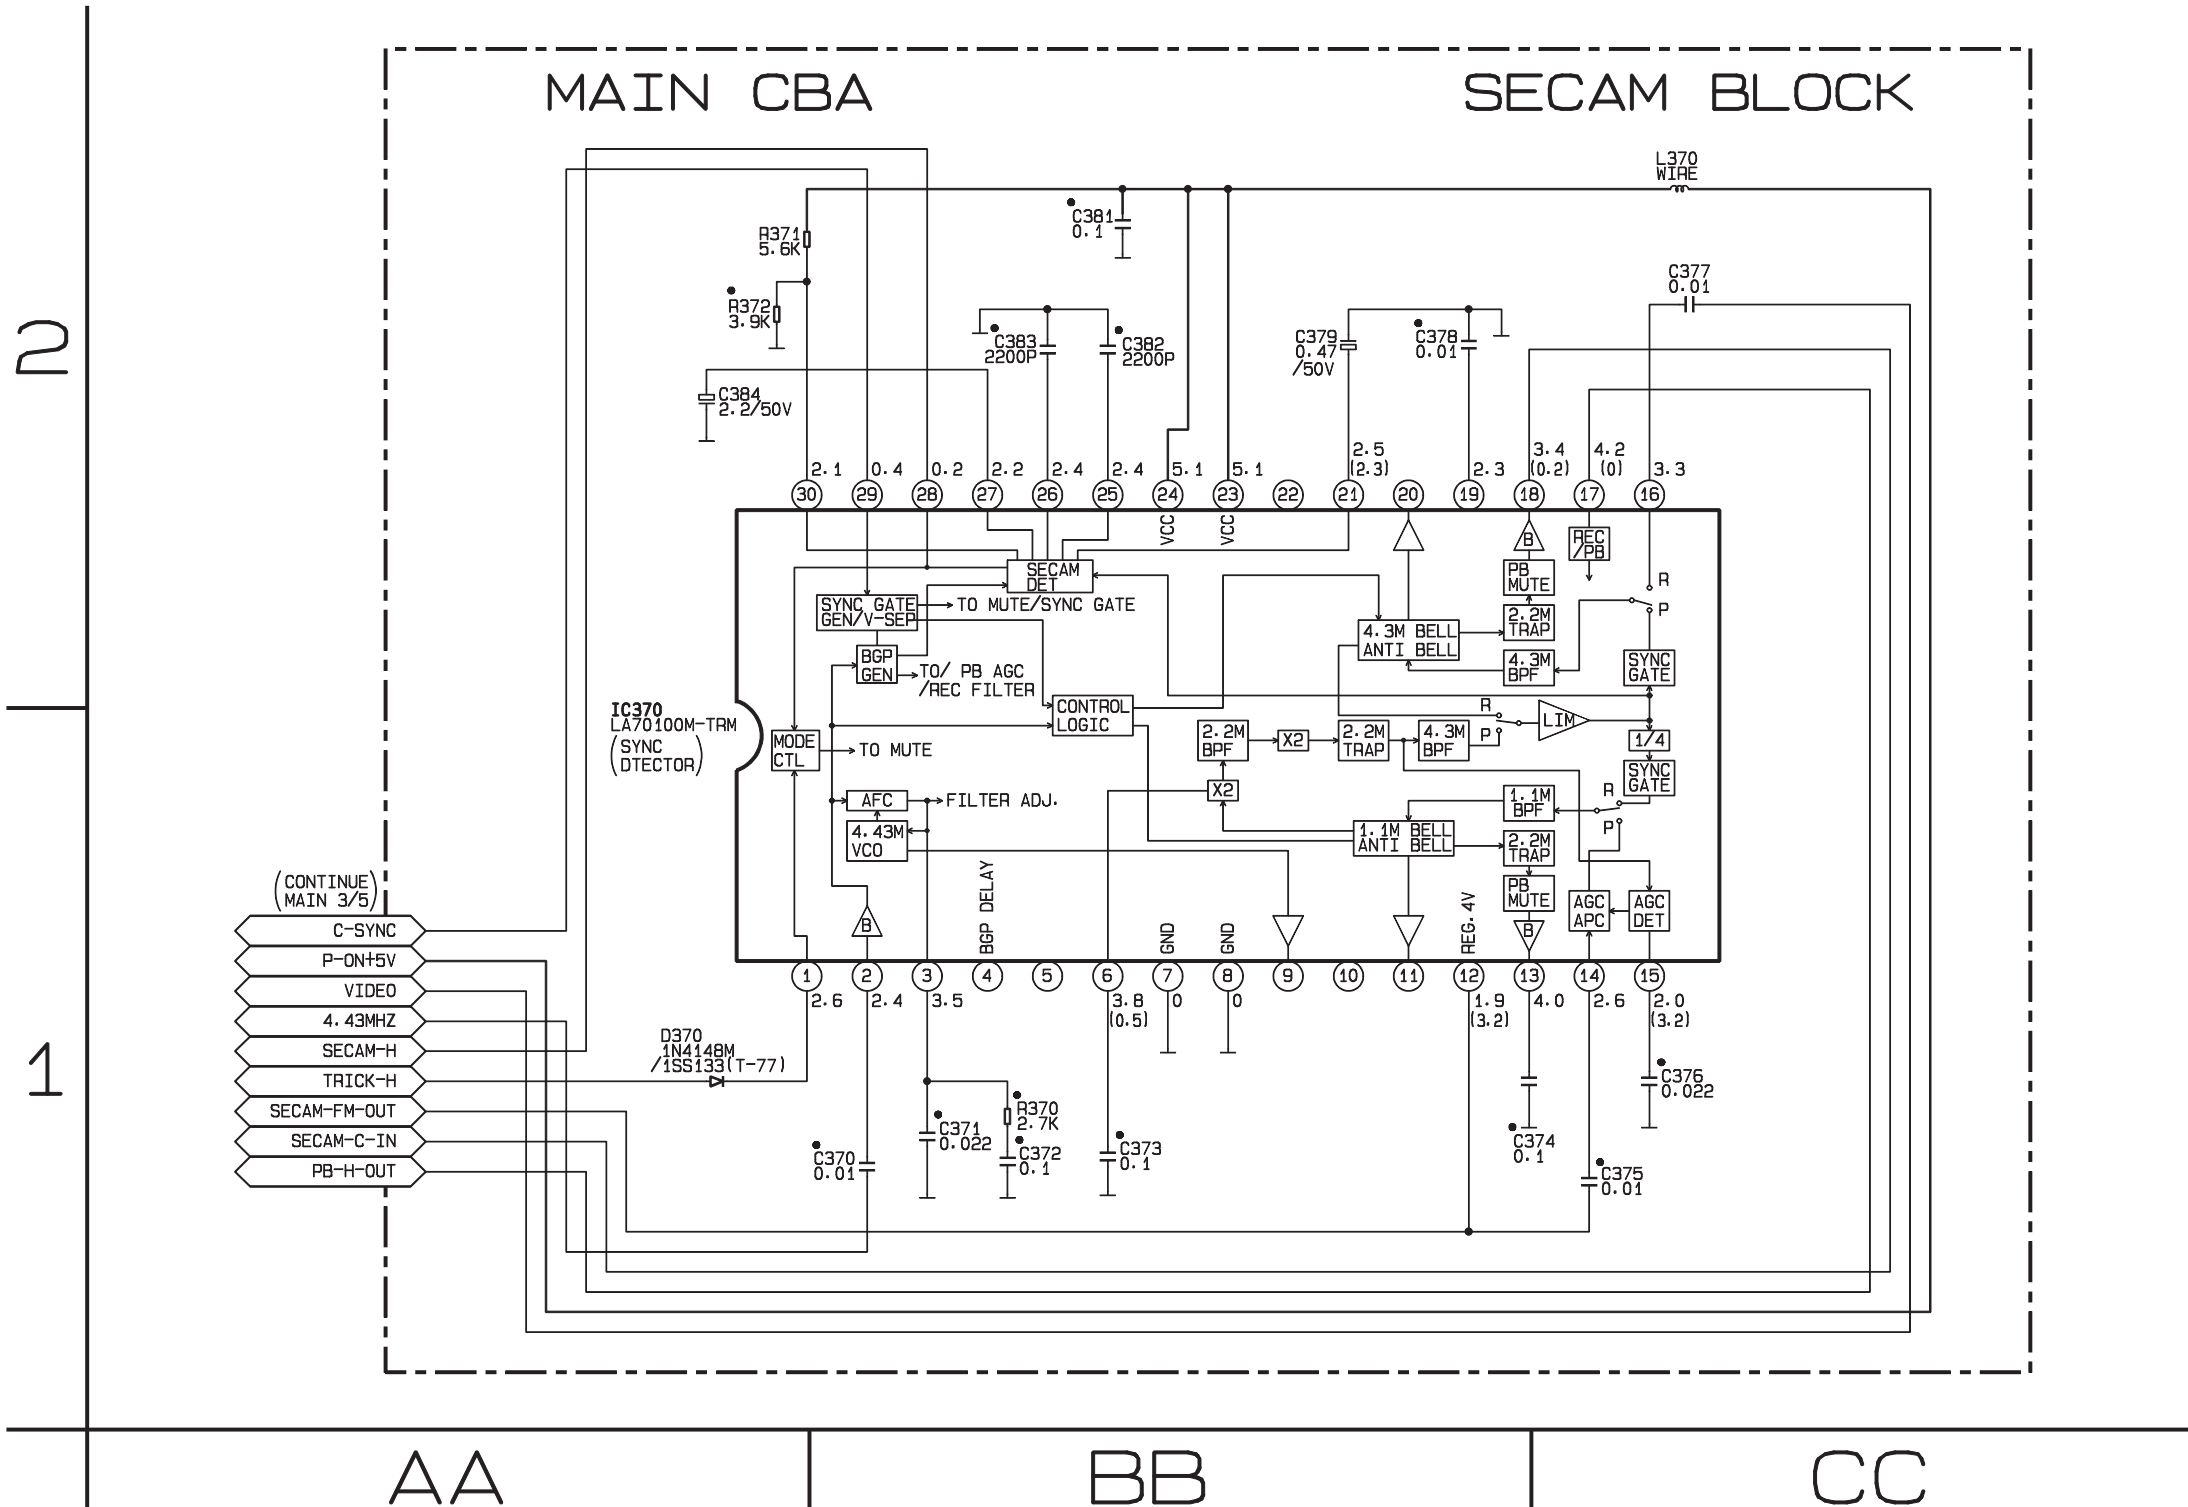 MAIN CBA
SECAM BLOCK
L370
WIRE
C381
0.1
R371
5.6K
C377
0.01
R372
3.9K
C383
2200P
C382
2200P
C379
0.47
/50V
C378
0.01
C384
2.2/50V
2
2.1
0.4
0.2
2.2
2.4
2.4
5.1
5.1
2.5
(2.3)
2.3
3.4
(0.2)
4.2
(0)
3.3
30
29
28
27
26
25
24
23
22
21
20
19
18
17
16
VCC
VCC
B
REC
/PB
SECAM
DET
PB
MUTE
R
P
SYNC GATE
GEN/V-SEP
TO MUTE/SYNC GATE
2.2M
TRAP
4.3M BELL
ANTI BELL
BGP
GEN
TO/ PB AGC
/REC FILTER
4.3M
BPF
SYNC
GATE
IC370
LA70100M-TRM
(SYNC
DTECTOR)
CONTROL
LOGIC
R
P
LIM
MODE
CTL
TO MUTE
2.2M
BPF
X2
2.2M
TRAP
4.3M
BPF
1/4
SYNC
GATE
X2
AFC
FILTER ADJ.
1.1M
BPF
R
P
4.43M
VCO
1.1M BELL
ANTI BELL
2.2M
TRAP
PB
MUTE
AGC
APC
AGC
DET
B
BGP DELAY
GND
GND
REG.4V
B
1
2
3
4
5
6
7
8
9
10
11
12
13
14
15
2.6
2.4
3.5
3.8
(0.5)
0
0
1.9
(3.2)
4.0
2.6
2.0
(3.2)
(CONTINUE
MAIN 3/5)
C-SYNC
P-ON+5V
VIDEO
4.43MHZ
SECAM-H
TRICK-H
SECAM-FM-OUT
SECAM-C-IN
PB-H-OUT
D370
1N4148M
/1SS133(T-77)
C370
0.01
C371
0.022
R370
2.7K
C372
0.1
C373
0.1
C374
0.1
C375
0.01
C376
0.022
1
AA
BB
CC